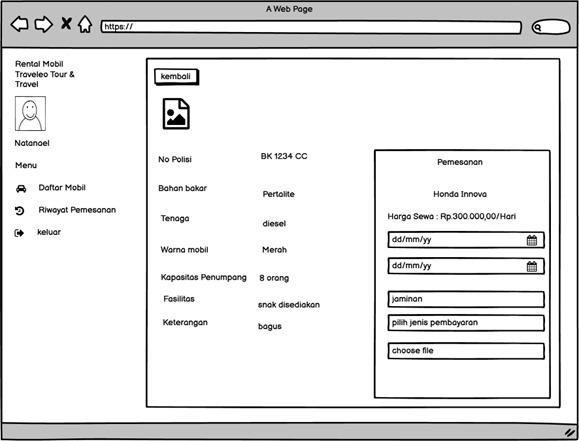 A Web Page
https://
Rental Mobil
Traveleo Tour &
Travel
Natanael
Menu
Daftar Mobil
Riwayat Pemesanan
keluar
kembali
No Polisi
BK 1234 CC
Bahan bakar
Pertalite
Tenaga
diesel
Warna mobil
Merah
Kapasitas Penumpang
8 orang
Fasilitas
snak disediakan
Keterangan
bagus
Pemesanan
Honda Innova
Harga Sewa : Rp.300.000,00/Hari
dd/mm/yy
dd/mm/yy
jaminan
pilih jenis pembayaran
choose file